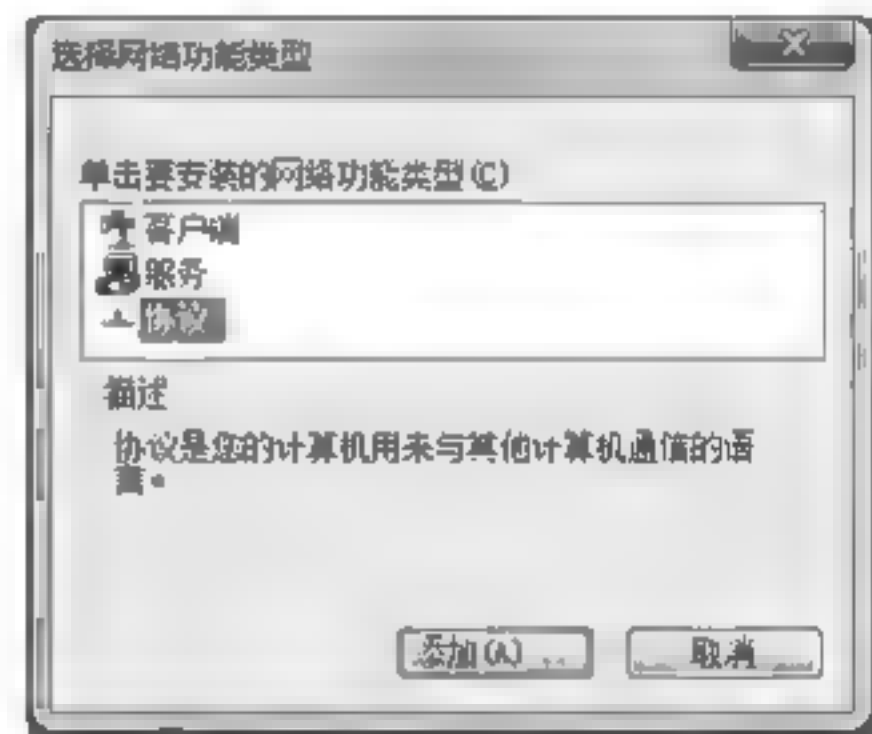 选择网络功能类型
单击要安装的网络功能类型(C)
客户端
服务
协议
描述
协议是您的计算机用来与其他计算机通信的语
言。
添加(A)...
取消